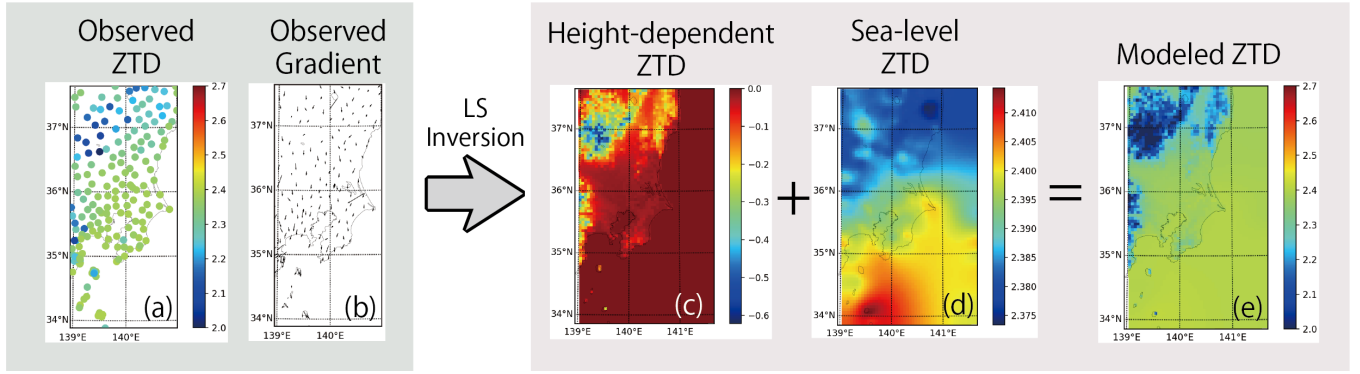 Observed
ZTD
Observed
Gradient
LS
Inversion
Height-dependent
ZTD
Sea-level
ZTD
Modeled ZTD
37°N
36°N
35°N
34°N
139°E
140°E
2.7
2.6
2.5
2.4
2.3
2.2
2.1
2.0
(a)
37°N
36°N
35°N
34°N
139°E
140°E
(b)
37°N
36°N
35°N
34°N
139°E
140°E
141°E
0.0
−0.1
−0.2
−0.3
−0.4
−0.5
−0.6
(c)
+
37°N
36°N
35°N
34°N
139°E
140°E
141°E
2.410
2.405
2.400
2.395
2.390
2.385
2.380
2.375
(d)
=
37°N
36°N
35°N
34°N
139°E
140°E
141°E
2.7
2.6
2.5
2.4
2.3
2.2
2.1
2.0
(e)